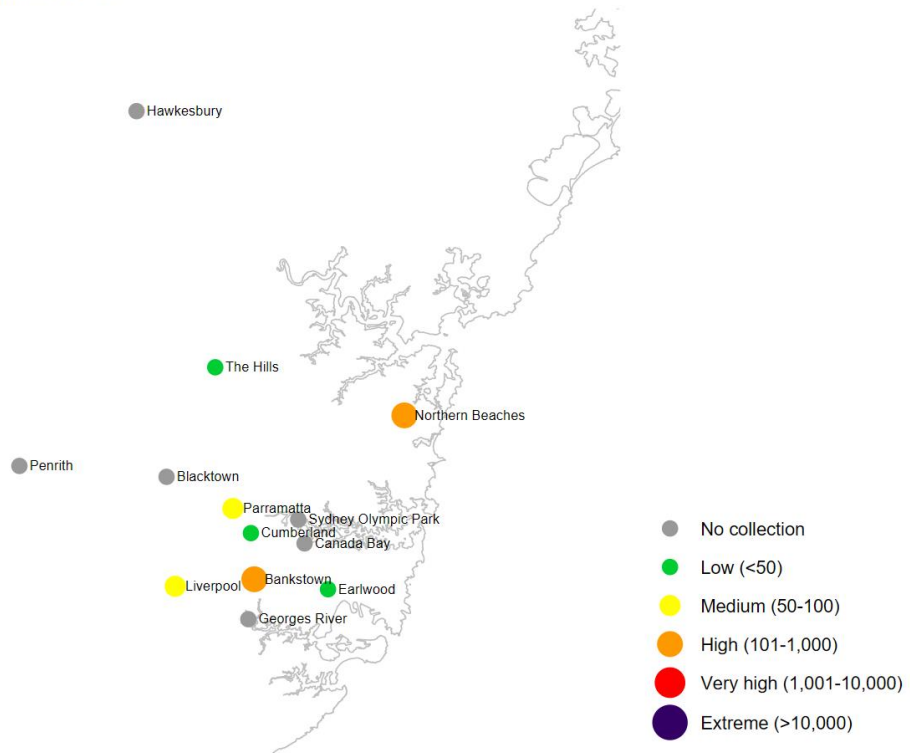 Hawkesbury
The Hills
Northern Beaches
Penrith
Blacktown
Parramatta
Sydney Olympic Park
Cumberland
Canada Bay
Liverpool
Bankstown
Earlwood
Georges River
No collection
Low (<50)
Medium (50-100)
High (101-1,000)
Very high (1,001-10,000)
Extreme (>10,000)